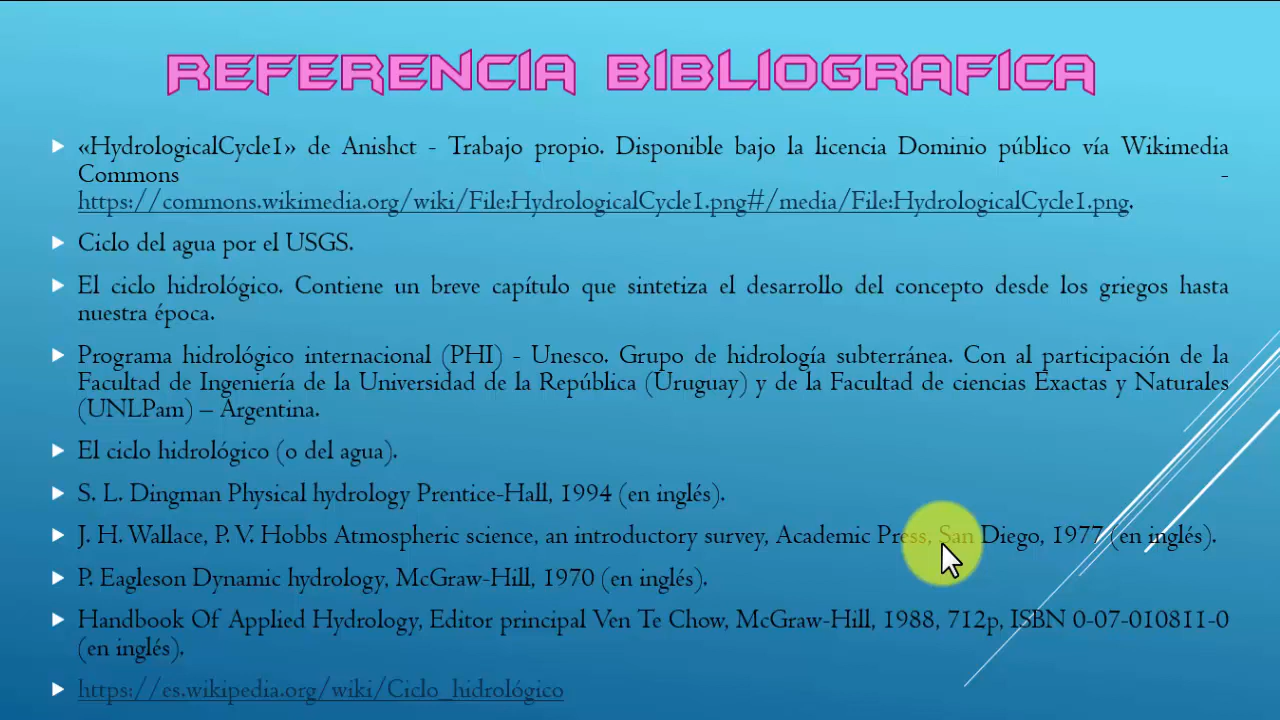 REFERENCIA BIBLIOGRAFICA
«HydrologicalCycle1» de Anishct - Trabajo propio. Disponible bajo la licencia Dominio público vía Wikimedia
Commons -
https://commons.wikimedia.org/wiki/File:HydrologicalCycle1.png#/media/File:HydrologicalCycle1.png.
Ciclo del agua por el USGS.
El ciclo hidrológico. Contiene un breve capítulo que sintetiza el desarrollo del concepto desde los griegos hasta
nuestra época.
Programa hidrológico internacional (PHI) - Unesco. Grupo de hidrología subterránea. Con al participación de la
Facultad de Ingeniería de la Universidad de la República (Uruguay) y de la Facultad de ciencias Exactas y Naturales
(UNLPam) – Argentina.
El ciclo hidrológico (o del agua).
S. L. Dingman Physical hydrology Prentice-Hall, 1994 (en inglés).
J. H. Wallace, P. V. Hobbs Atmospheric science, an introductory survey, Academic Press, San Diego, 1977 (en inglés).
P. Eagleson Dynamic hydrology, McGraw-Hill, 1970 (en inglés).
Handbook Of Applied Hydrology, Editor principal Ven Te Chow, McGraw-Hill, 1988, 712p, ISBN 0-07-010811-0
(en inglés).
https://es.wikipedia.org/wiki/Ciclo_hidrológico